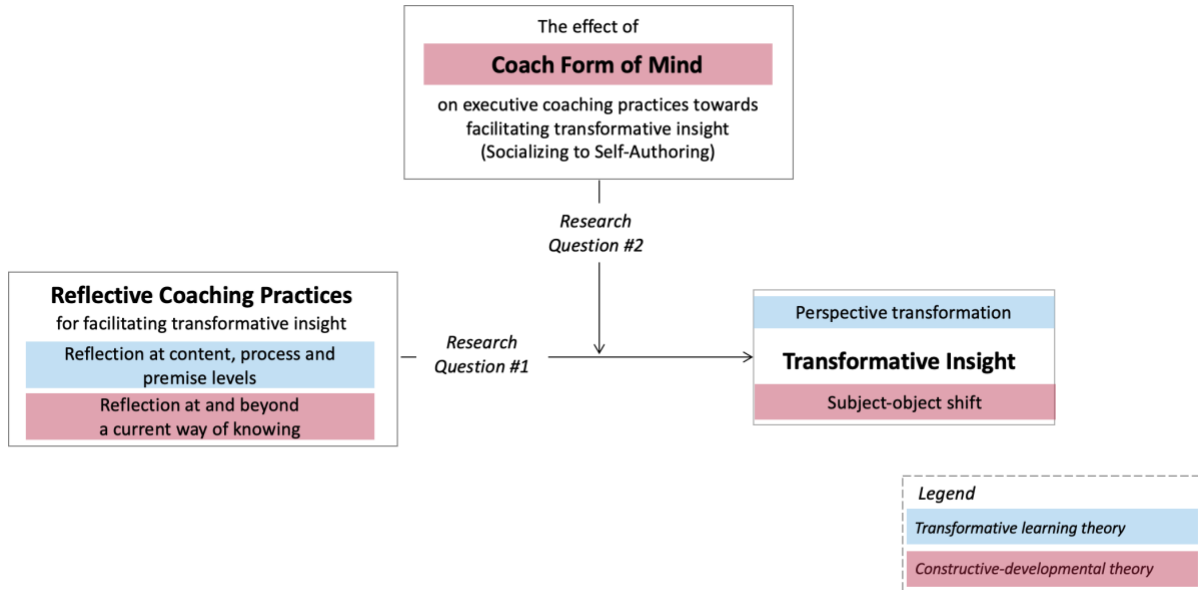 The effect of
Coach Form of Mind
on executive coaching practices towards
facilitating transformative insight
(Socializing to Self-Authoring)
Research
Question #2
Reflective Coaching Practices
for facilitating transformative insight
Reflection at content, process and
premise levels
Reflection at and beyond
a current way of knowing
Research
Question #1
Perspective transformation
Transformative Insight
Subject-object shift
Legend
Transformative learning theory
Constructive-developmental theory